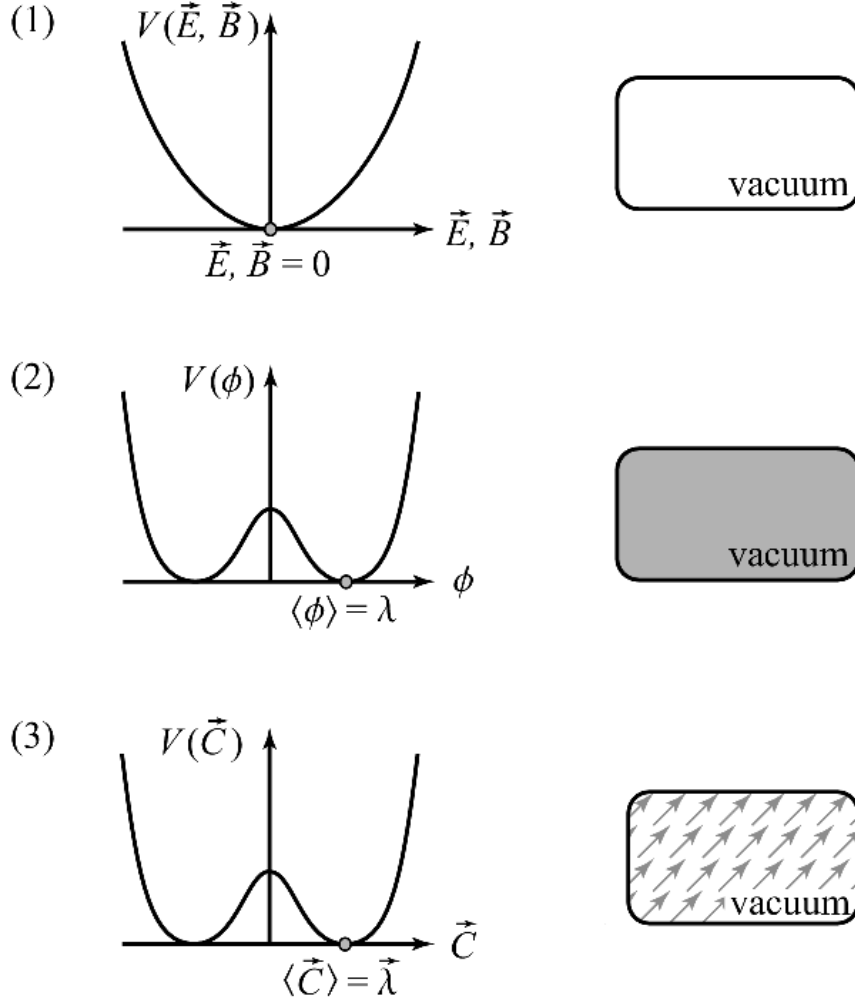 (1)
V(E⃗, B⃗)
E⃗, B⃗
E⃗, B⃗ = 0
vacuum
(2)
V(ϕ)
ϕ
⟨ϕ⟩ = λ
vacuum
(3)
V(C⃗)
C⃗
⟨C⃗⟩ = λ⃗
vacuum